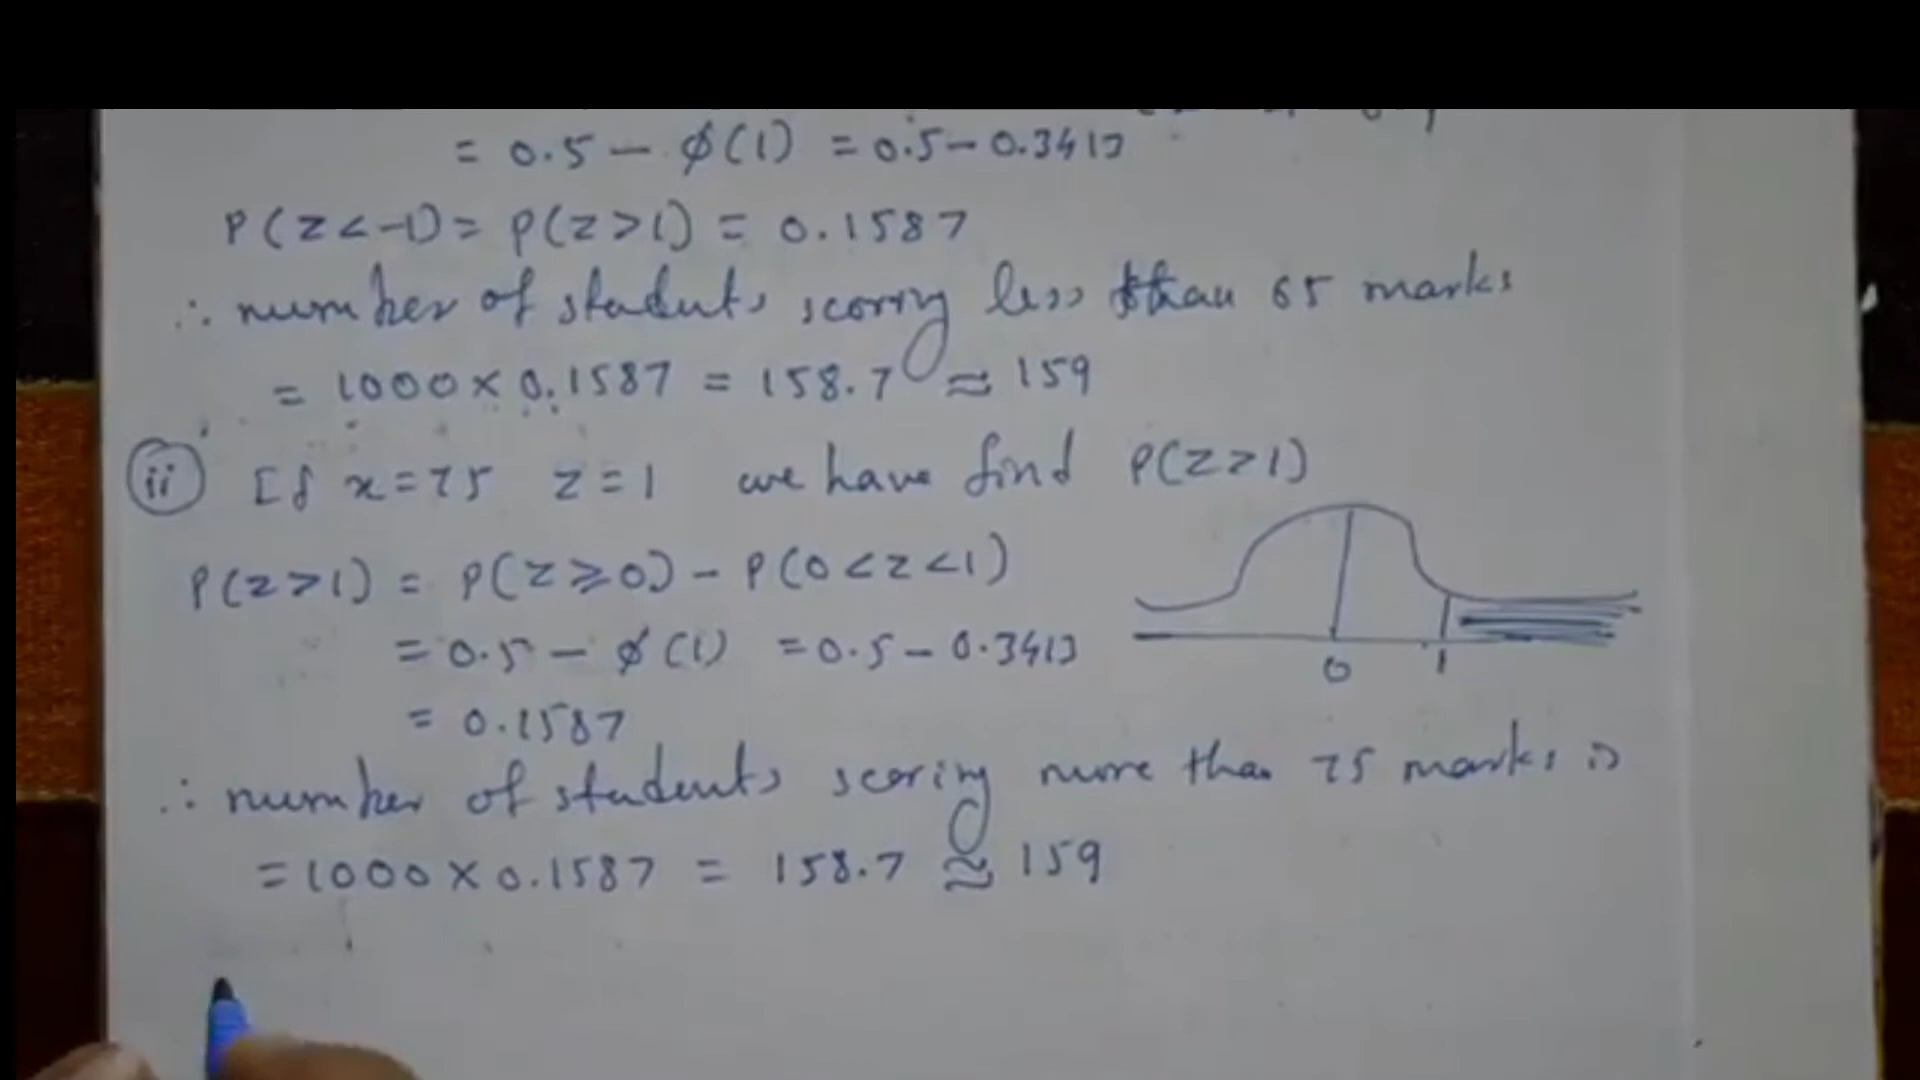 = 0.5 - φ(1) = 0.5 - 0.3413
P(z<-1) = P(z>1) = 0.1587
∴ number of students scoring less than 65 marks
= 1000 × 0.1587 = 158.7 ≈ 159
(ii) If x=75 z=1 we have find P(z>1)
P(z>1) = P(z≥0) - P(0<z<1)
= 0.5 - φ(1) = 0.5 - 0.3413
= 0.1587
0 1
∴ number of students scoring more than 75 marks is
= 1000 × 0.1587 = 158.7 ≈ 159